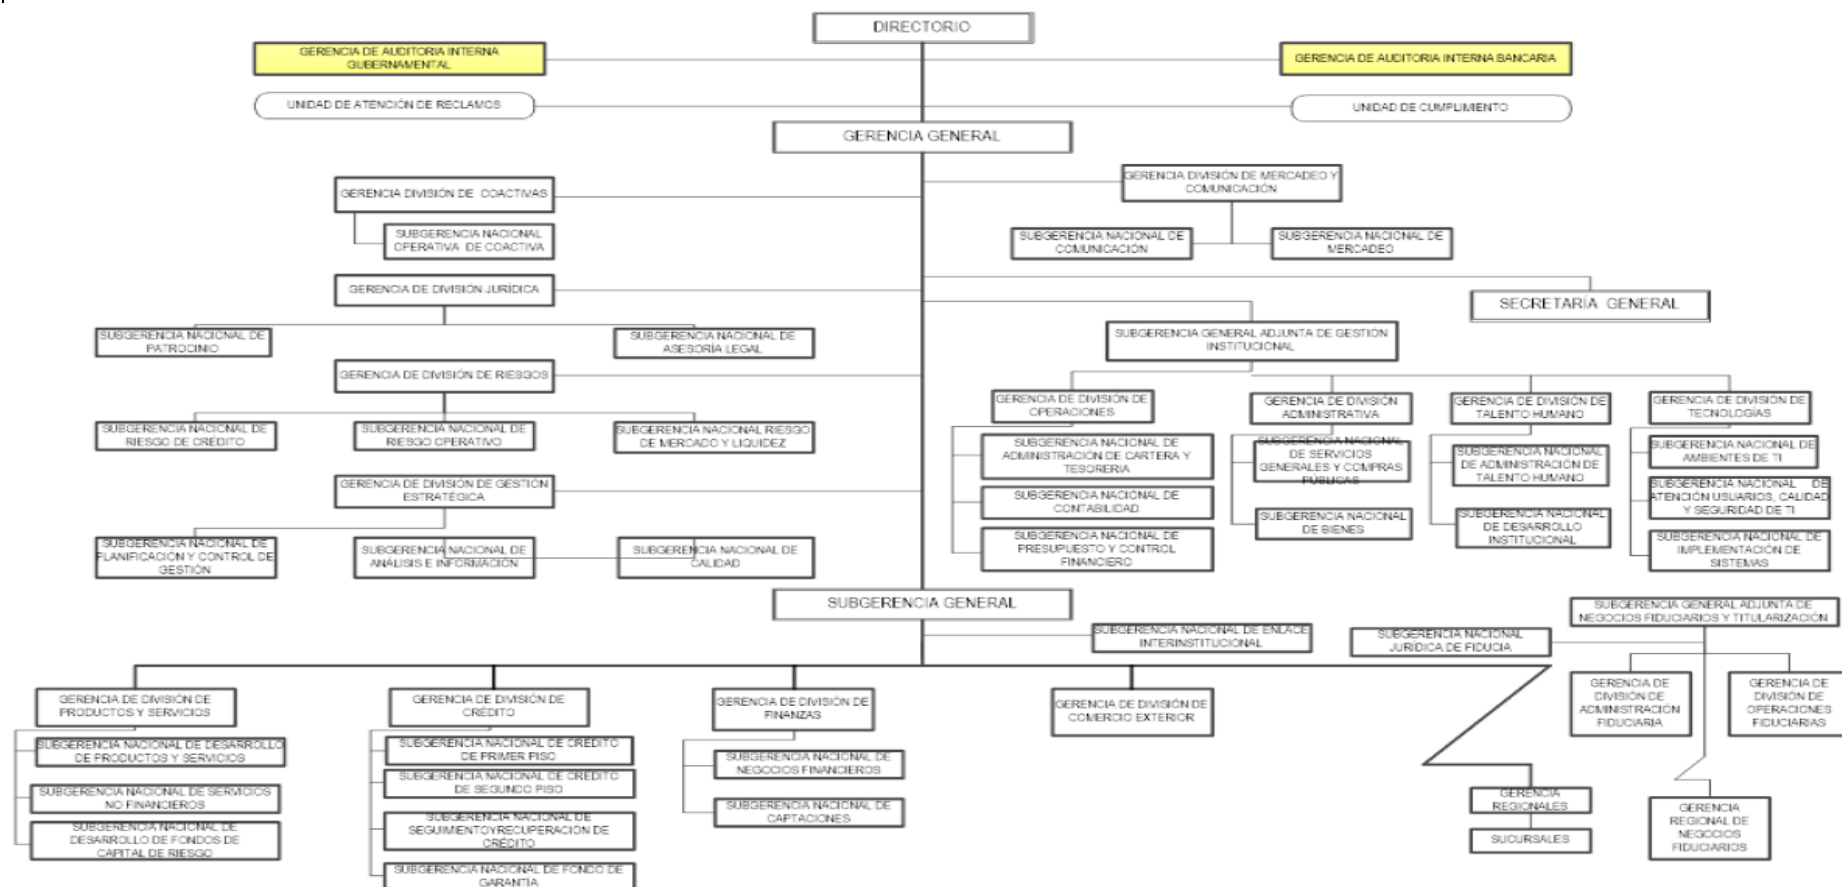 DIRECTORIO
GERENCIA DE AUDITORIA INTERNA
GUBERNAMENTAL
GERENCIA DE AUDITORIA INTERNA BANCARIA
UNIDAD DE ATENCIÓN DE RECLAMOS
UNIDAD DE CUMPLIMIENTO
GERENCIA GENERAL
GERENCIA DIVISIÓN DE COACTIVAS
SUBGERENCIA NACIONAL
OPERATIVA DE COACTIVA
GERENCIA DIVISIÓN DE MERCADEO Y
COMUNICACIÓN
SUBGERENCIA NACIONAL DE
COMUNICACIÓN
SUBGERENCIA NACIONAL DE
MERCADEO
GERENCIA DE DIVISIÓN JURÍDICA
SUBGERENCIA NACIONAL DE
PATROCINIO
SUBGERENCIA NACIONAL DE
ASESORÍA LEGAL
SECRETARÍA GENERAL
SUBGERENCIA GENERAL ADJUNTA DE GESTIÓN
INSTITUCIONAL
GERENCIA DE DIVISIÓN DE RIESGOS
SUBGERENCIA NACIONAL DE
RIESGO DE CRÉDITO
SUBGERENCIA NACIONAL DE
RIESGO OPERATIVO
SUBGERENCIA NACIONAL RIESGO
DE MERCADO Y LIQUIDEZ
GERENCIA DE DIVISIÓN DE
OPERACIONES
SUBGERENCIA NACIONAL DE
ADMINISTRACIÓN DE CARTERA Y
TESORERIA
SUBGERENCIA NACIONAL DE
CONTABILIDAD
SUBGERENCIA NACIONAL DE
PRESUPUESTO Y CONTROL
FINANCIERO
GERENCIA DE DIVISIÓN
ADMINISTRATIVA
SUBGERENCIA NACIONAL
DE SERVICIOS
GENERALES Y COMPRAS
PÚBLICAS
SUBGERENCIA NACIONAL
DE BIENES
GERENCIA DE DIVISIÓN DE
TALENTO HUMANO
SUBGERENCIA NACIONAL
DE ADMINISTRACIÓN DE
TALENTO HUMANO
SUBGERENCIA NACIONAL
DE DESARROLLO
INSTITUCIONAL
GERENCIA DE DIVISIÓN DE
TECNOLOGÍAS
SUBGERENCIA NACIONAL DE
AMBIENTES DE TI
SUBGERENCIA NACIONAL DE
ATENCIÓN USUARIOS, CALIDAD
Y SEGURIDAD DE TI
SUBGERENCIA NACIONAL DE
IMPLEMENTACIÓN DE
SISTEMAS
GERENCIA DE DIVISIÓN DE GESTIÓN
ESTRATÉGICA
SUBGERENCIA NACIONAL DE
PLANIFICACIÓN Y CONTROL DE
GESTIÓN
SUBGERENCIA NACIONAL DE
ANÁLISIS E INFORMACIÓN
SUBGERENCIA NACIONAL DE
CALIDAD
SUBGERENCIA GENERAL
SUBGERENCIA NACIONAL DE ENLACE
INTERINSTITUCIONAL
SUBGERENCIA GENERAL ADJUNTA DE
NEGOCIOS FIDUCIARIOS Y TITULARIZACIÓN
SUBGERENCIA NACIONAL
JURÍDICA DE FIDUCIA
GERENCIA DE
DIVISIÓN DE
ADMINISTRACIÓN
FIDUCIARIA
GERENCIA DE
DIVISIÓN DE
OPERACIONES
FIDUCIARIAS
GERENCIA DE DIVISIÓN DE
PRODUCTOS Y SERVICIOS
SUBGERENCIA NACIONAL DE DESARROLLO
DE PRODUCTOS Y SERVICIOS
SUBGERENCIA NACIONAL DE SERVICIOS
NO FINANCIEROS
SUBGERENCIA NACIONAL DE
DESARROLLO DE FONDOS DE
CAPITAL DE RIESGO
GERENCIA DE DIVISIÓN DE
CRÉDITO
SUBGERENCIA NACIONAL DE CRÉDITO
DE PRIMER PISO
SUBGERENCIA NACIONAL DE CRÉDITO
DE SEGUNDO PISO
SUBGERENCIA NACIONAL DE
SEGUIMIENTOYRECUPERACIÓN DE
CRÉDITO
SUBGERENCIA NACIONAL DE FONDO DE
GARANTÍA
GERENCIA DE DIVISIÓN DE
FINANZAS
SUBGERENCIA NACIONAL DE
NEGOCIOS FINANCIEROS
SUBGERENCIA NACIONAL DE
CAPTACIONES
GERENCIA DE DIVISIÓN DE
COMERCIO EXTERIOR
GERENCIA
REGIONALES
SUCURSALES
GERENCIA
REGIONAL DE
NEGOCIOS
FIDUCIARIOS